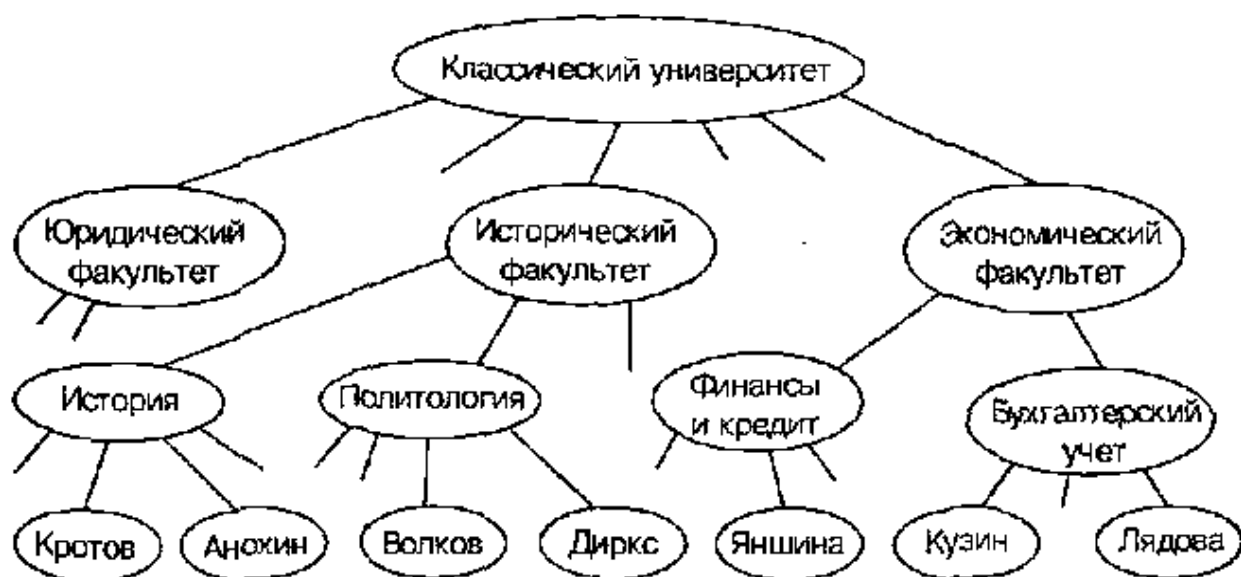 Классический университет
Юридический
факультет
Исторический
факультет
Экономический
факультет
История
Политология
Финансы
и кредит
Бухгалтерский
учет
Кротов
Анохин
Волков
Диркс
Яншина
Кузин
Лядова